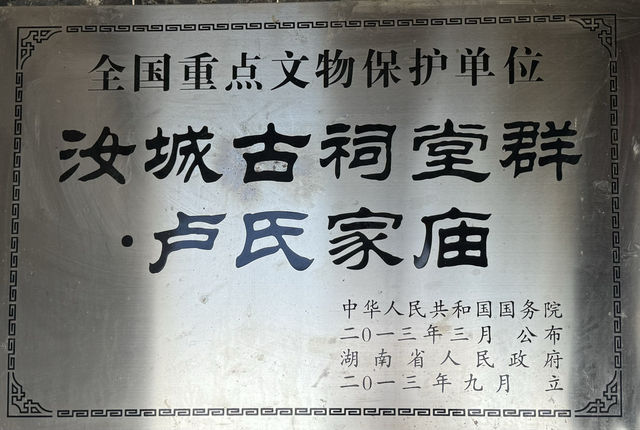 全国重点文物保护单位
汝城古祠堂群
·卢氏家庙
中华人民共和国国务院
二〇一三年三月 公布
湖南省人民政府
二〇一三年九月 立